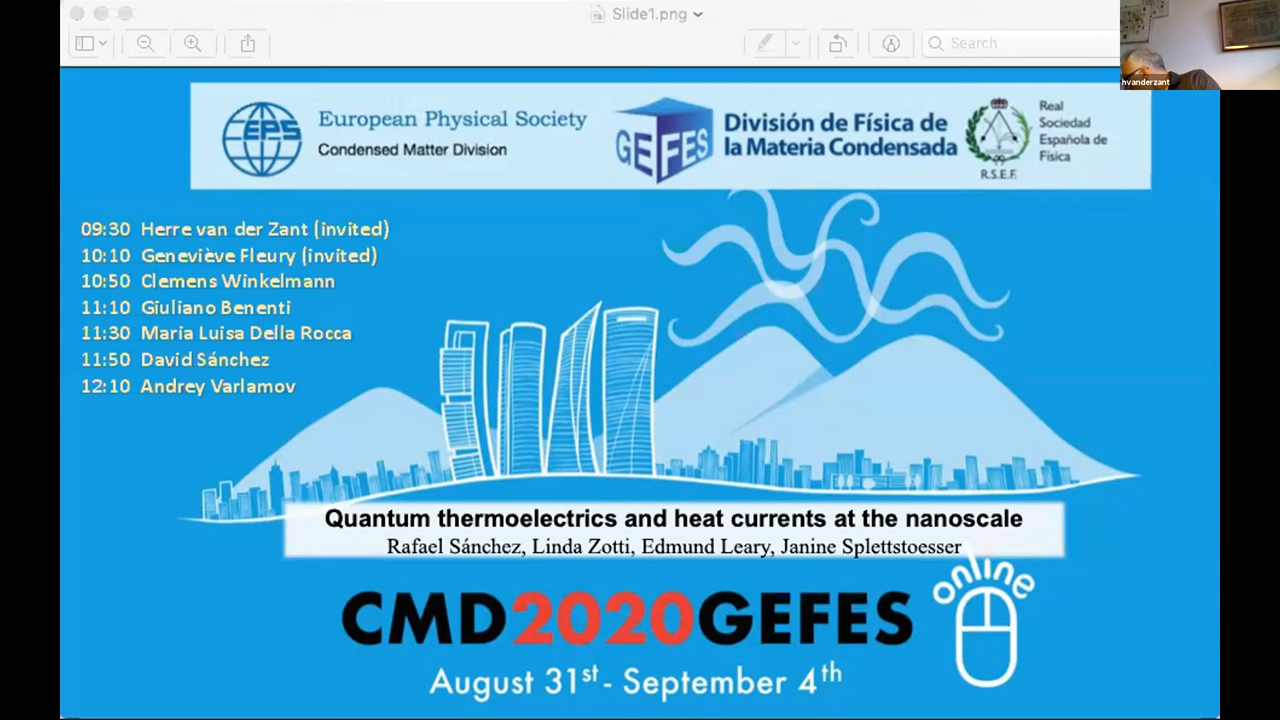 Slide1.png
Search
hvanderzant
EPS
European Physical Society
Condensed Matter Division
GEFES
División de Física de
la Materia Condensada
R.S.E.F.
Real
Sociedad
Española de
Física
09:30 Herre van der Zant (invited)
10:10 Geneviève Fleury (invited)
10:50 Clemens Winkelmann
11:10 Giuliano Benenti
11:30 Maria Luisa Della Rocca
11:50 David Sánchez
12:10 Andrey Varlamov
Quantum thermoelectrics and heat currents at the nanoscale
Rafael Sánchez, Linda Zotti, Edmund Leary, Janine Splettstoesser
CMD2020GEFES
online
August 31st - September 4th